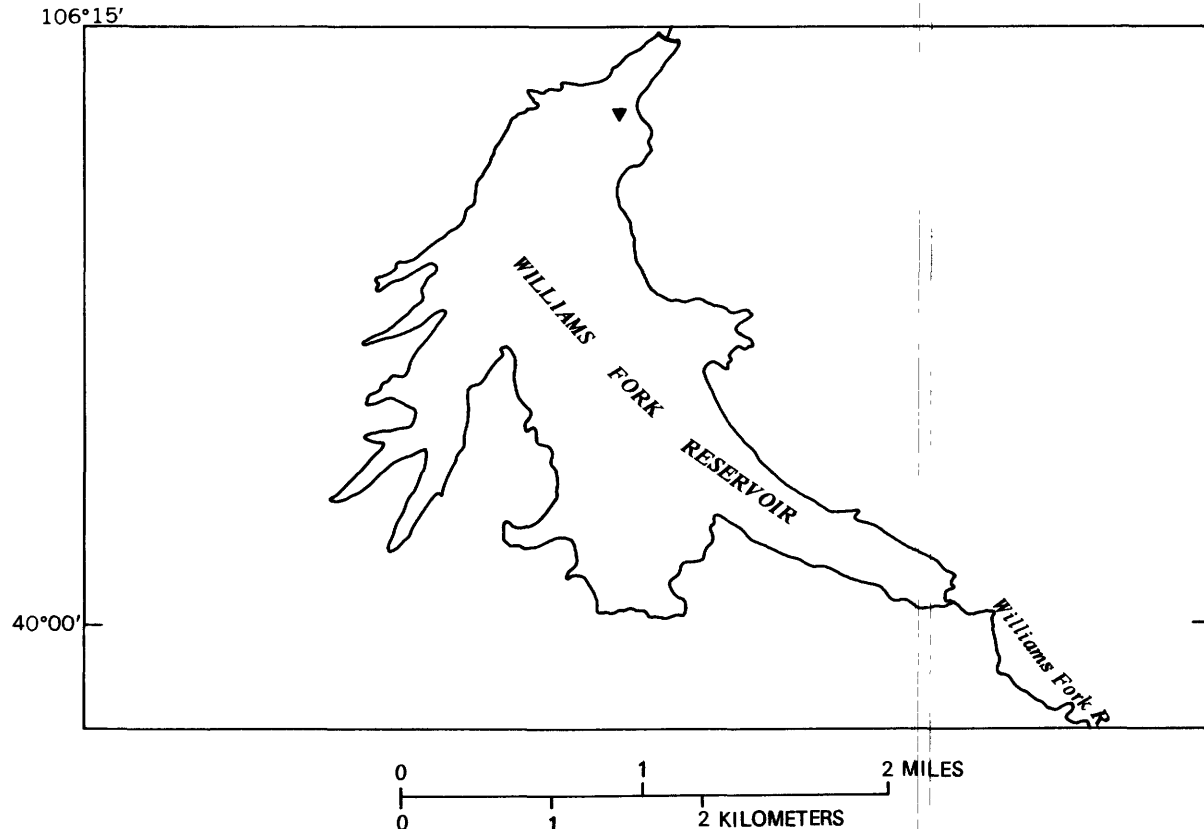 106°15′
WILLIAMS FORK RESERVOIR
40°00′
Williams Fork R
0 1 2 MILES
0 1 2 KILOMETERS